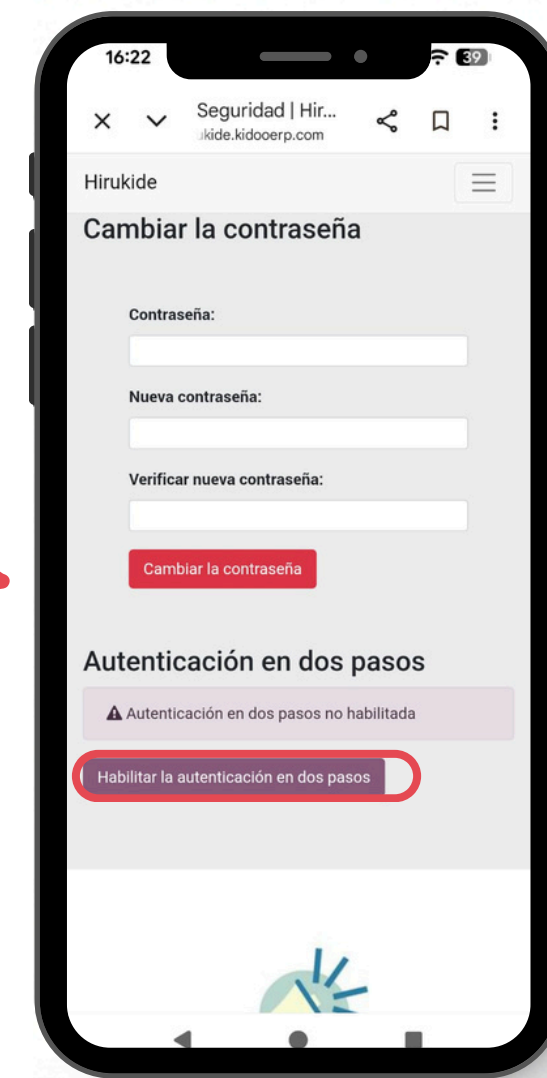 16:22
39
Seguridad | Hir...
kide.kidooerp.com
Hirukide
Cambiar la contraseña
Contraseña:
Nueva contraseña:
Verificar nueva contraseña:
Cambiar la contraseña
Autenticación en dos pasos
Autenticación en dos pasos no habilitada
Habilitar la autenticación en dos pasos